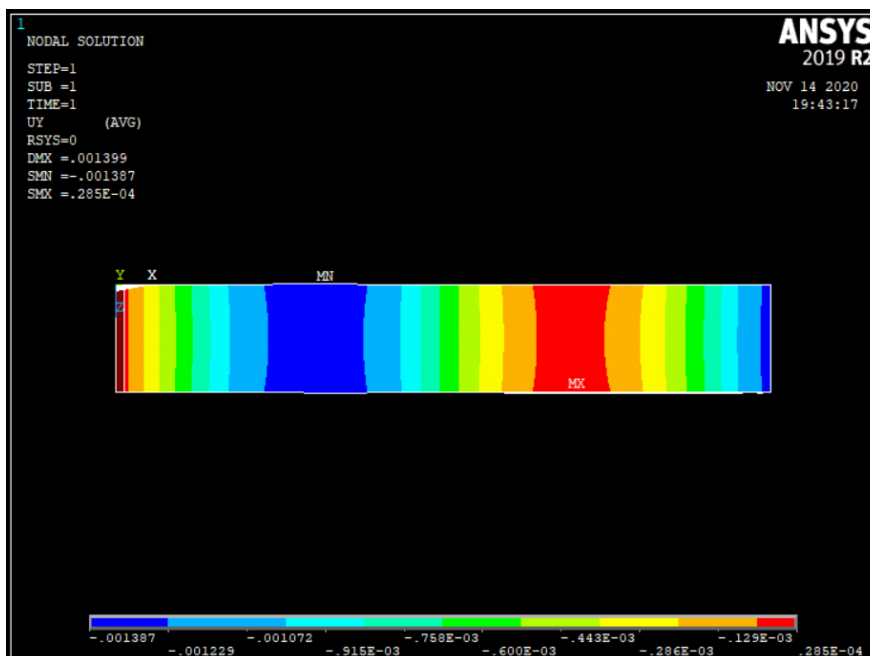 1
NODAL SOLUTION
STEP=1
SUB =1
TIME=1
UY (AVG)
RSYS=0
DMX =.001399
SMN =-.001387
SMX =.285E-04
ANSYS
2019 R2
NOV 14 2020
19:43:17
Y X MN
Z
MX
-.001387 -.001072 -.758E-03 -.443E-03 -.129E-03
-.001229 -.915E-03 -.600E-03 -.286E-03 .285E-04